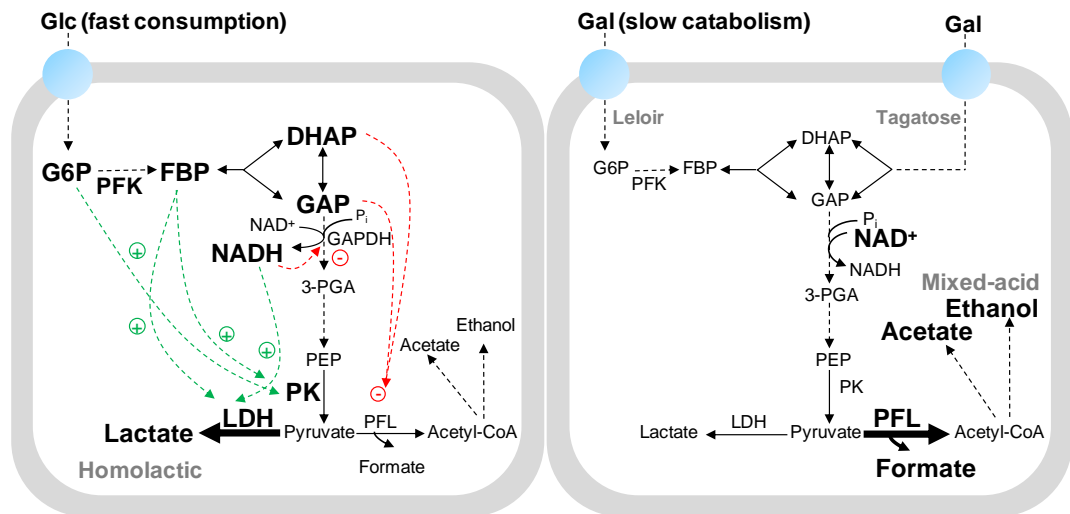 Glc (fast consumption)
G6P
PFK
FBP
DHAP
GAP
NAD+
Pi
GAPDH
NADH
+
-
3-PGA
+
+
Ethanol
Acetate
PEP
PK
-
LDH
PFL
Lactate
Pyruvate
Acetyl-CoA
Formate
Homolactic
Gal (slow catabolism)
Gal
Leloir
Tagatose
DHAP
G6P
PFK
FBP
GAP
Pi
NAD+
NADH
3-PGA
Mixed-acid
Ethanol
Acetate
PEP
PK
LDH
PFL
Lactate
Pyruvate
Acetyl-CoA
Formate